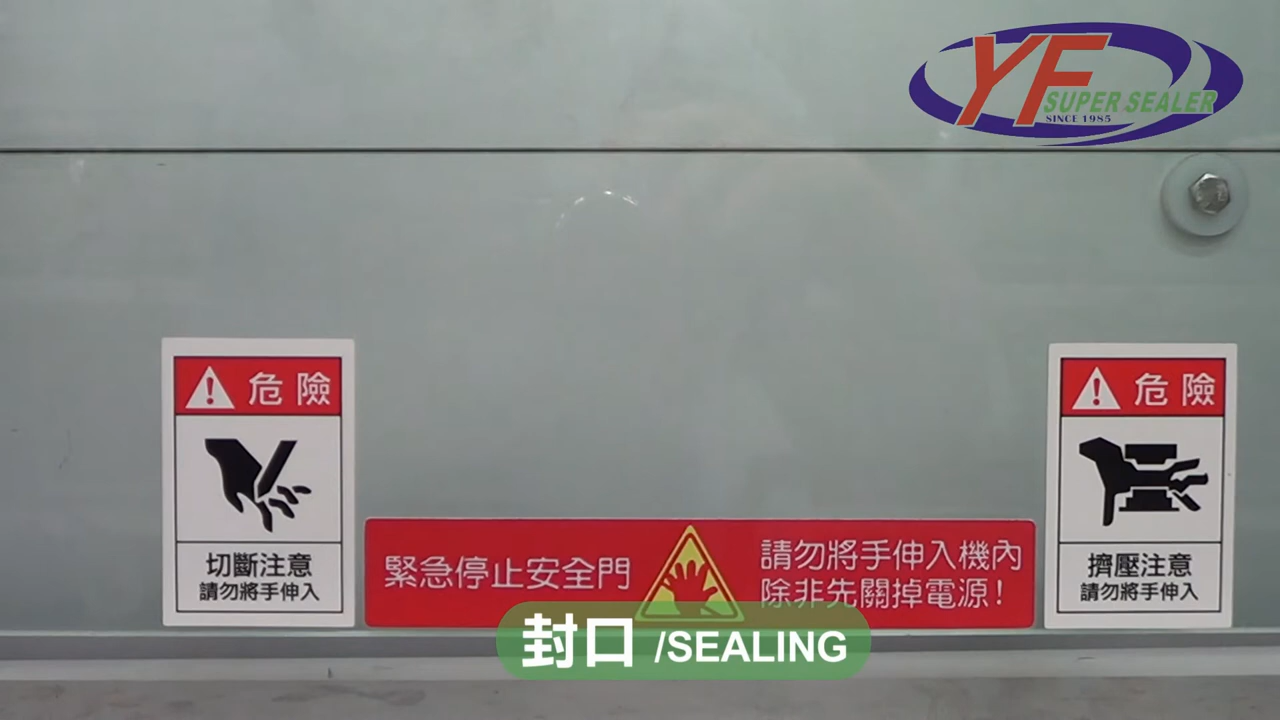 YF
SUPER SEALER
SINCE 1985
危險
切斷注意
請勿將手伸入
緊急停止安全門
請勿將手伸入機內
除非先關掉電源!
危險
擠壓注意
請勿將手伸入
封口 /SEALING